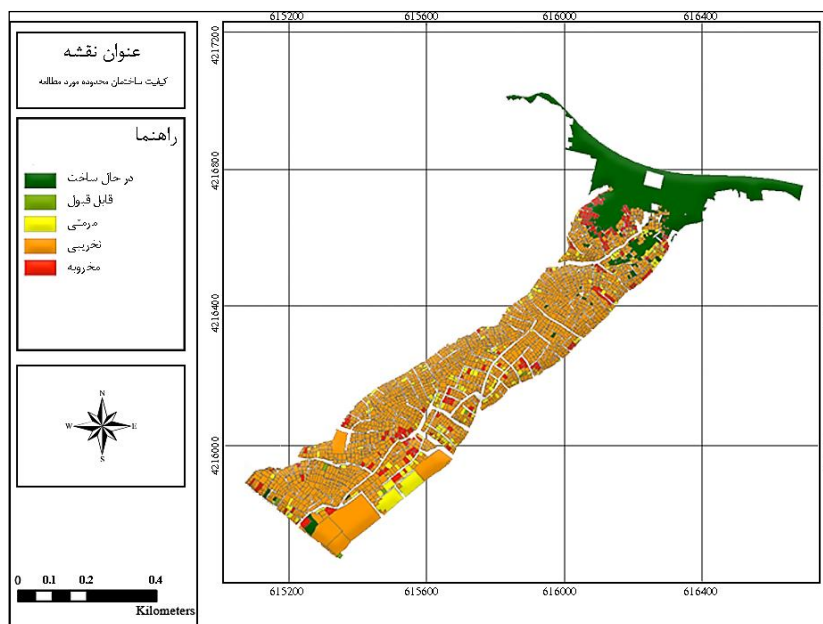 615200 615600 616000 616400
4217200
4216800
4216400
4216000
عنوان نقشه
کیفیت ساختمان محدوده مورد مطالعه
راهنما
در حال ساخت
قابل قبول
مرمتی
تخریبی
مخروبه
N
W E
S
0 0.1 0.2 0.4
Kilometers
615200 615600 616000 616400